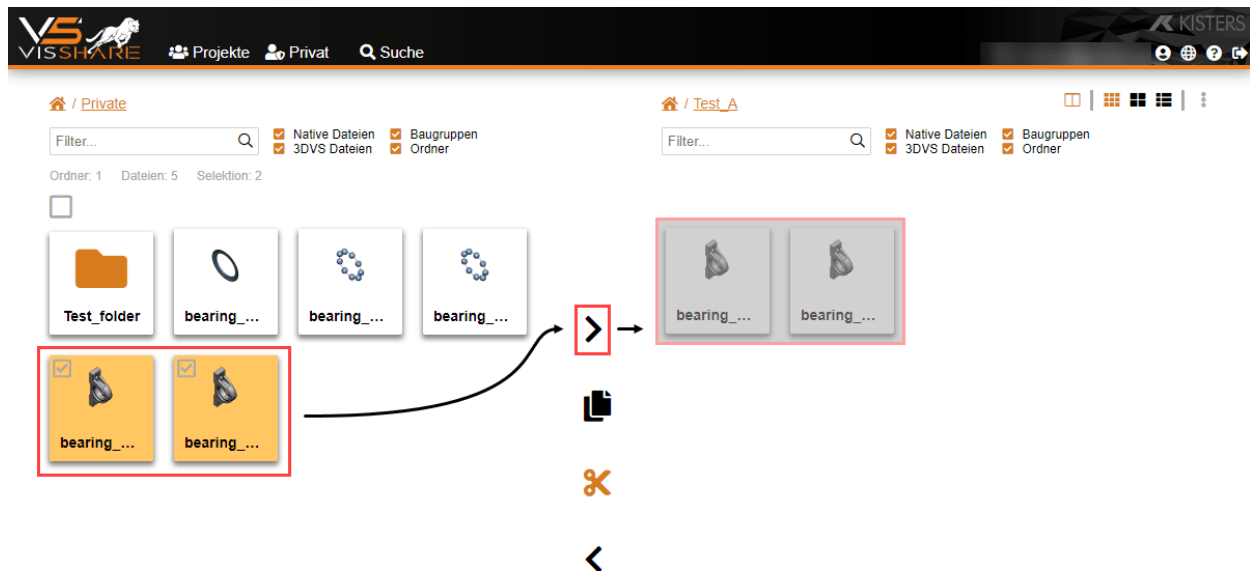 VS
VISSHARE
Projekte Privat Suche
KISTERS
/ Private
Filter...
Native Dateien Baugruppen
3DVS Dateien Ordner
Ordner: 1 Dateien: 5 Selektion: 2
Test_folder bearing_... bearing_... bearing_...
bearing_... bearing_...
/ Test_A
Filter...
Native Dateien Baugruppen
3DVS Dateien Ordner
bearing_... bearing_...